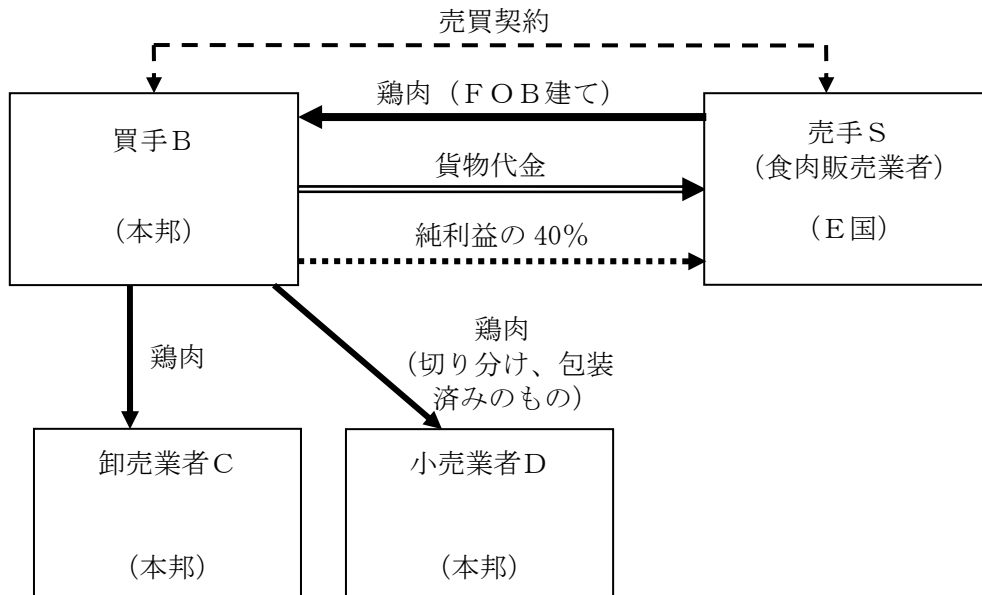 売買契約
買手Ｂ
（本邦）
鶏肉（ＦＯＢ建て）
貨物代金
純利益の 40％
売手Ｓ
（食肉販売業者）
（Ｅ国）
鶏肉
鶏肉
（切り分け、包装
済みのもの）
卸売業者Ｃ
（本邦）
小売業者Ｄ
（本邦）